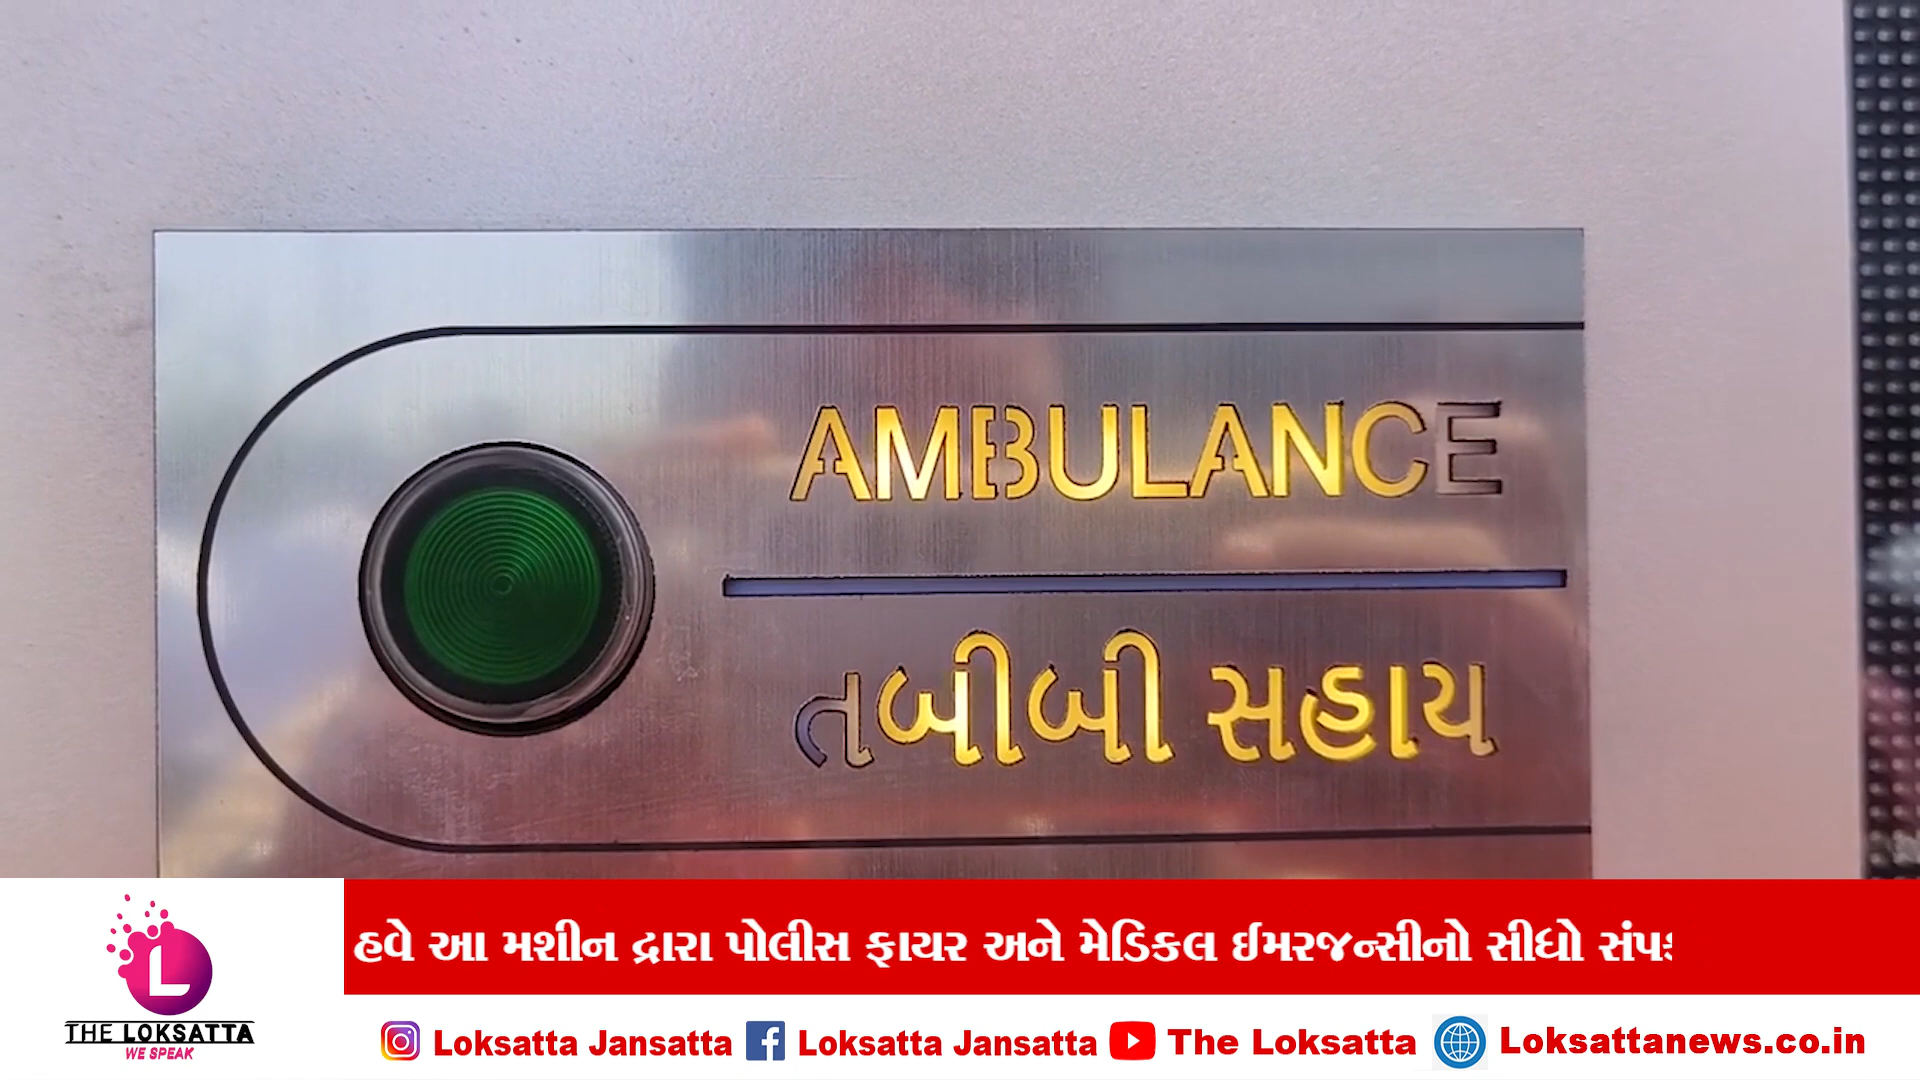 AMBULANCE
તબીબી સહાય
હવે આ મશીન દ્વારા પોલીસ ફાયર અને મેડિકલ ઈમરજન્સીનો સીધો
L
THE LOKSATTA
WE SPEAK
Loksatta Jansatta Loksatta Jansatta The Loksatta Loksattanews.co.in